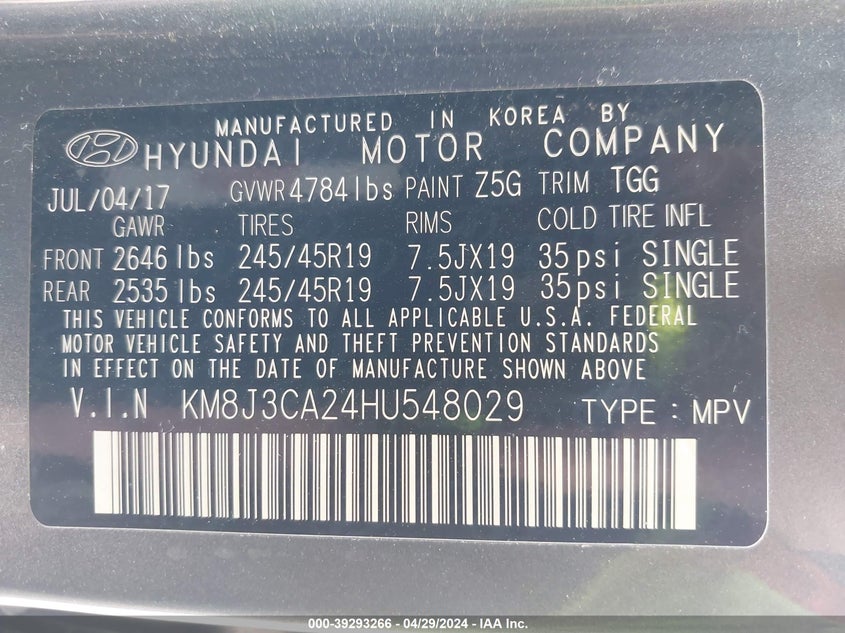 MANUFACTURED IN KOREA BY
HYUNDAI MOTOR COMPANY
JUL/04/17 GVWR 4784 lbs PAINT Z5G TRIM TGG
GAWR TIRES RIMS COLD TIRE INFL
FRONT 2646 lbs 245/45R19 7.5JX19 35 psi SINGLE
REAR 2535 lbs 245/45R19 7.5JX19 35 psi SINGLE
THIS VEHICLE CONFORMS TO ALL APPLICABLE U.S.A. FEDERAL
MOTOR VEHICLE SAFETY AND THEFT PREVENTION STANDARDS
IN EFFECT ON THE DATE OF MANUFACTURE SHOWN ABOVE
V.I.N KM8J3CA24HU548029 TYPE : MPV
000-39293266 - 04/29/2024 - IAA Inc.